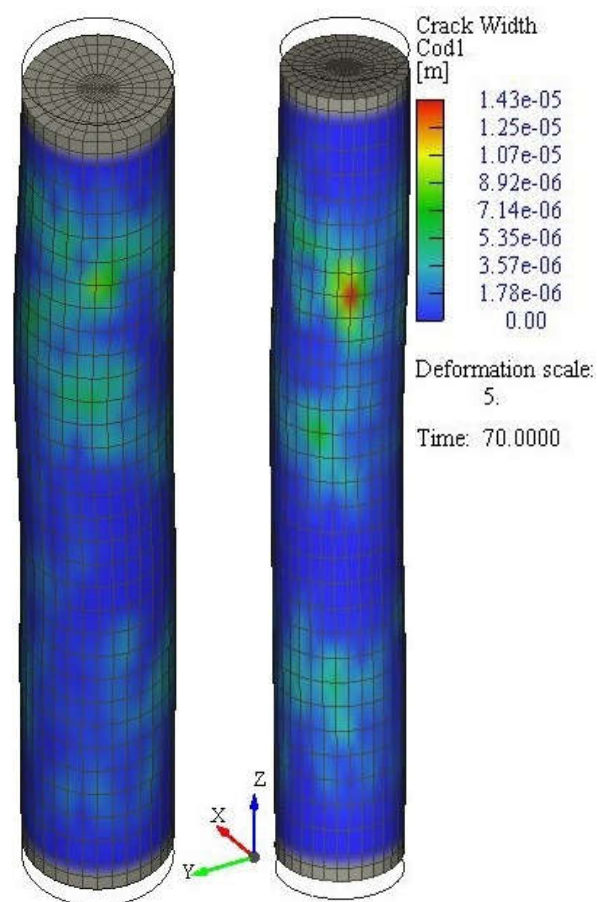 Crack Width
Cod1
[m]
1.43e-05
1.25e-05
1.07e-05
8.92e-06
7.14e-06
5.35e-06
3.57e-06
1.78e-06
0.00
Deformation scale:
5.
Time: 70.0000
Z
X
Y